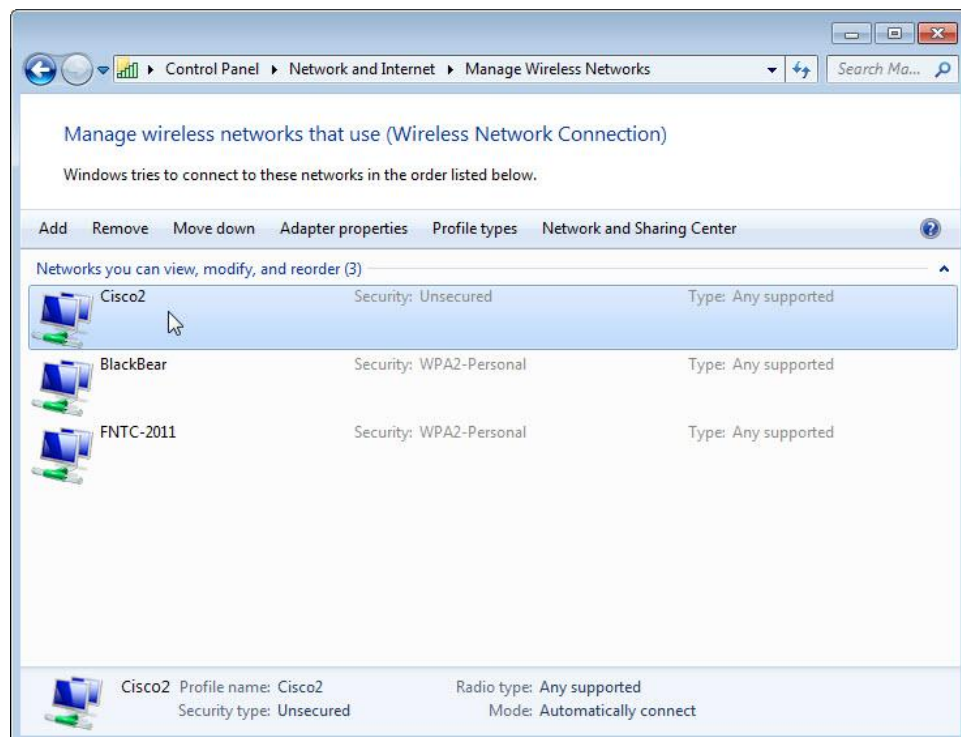 Control Panel Network and Internet Manage Wireless Networks Search Ma...
Manage wireless networks that use (Wireless Network Connection)
Windows tries to connect to these networks in the order listed below.
Add Remove Move down Adapter properties Profile types Network and Sharing Center
Networks you can view, modify, and reorder (3)
Cisco2 Security: Unsecured Type: Any supported
BlackBear Security: WPA2-Personal Type: Any supported
FNTC-2011 Security: WPA2-Personal Type: Any supported
Cisco2 Profile name: Cisco2 Radio type: Any supported
Security type: Unsecured Mode: Automatically connect